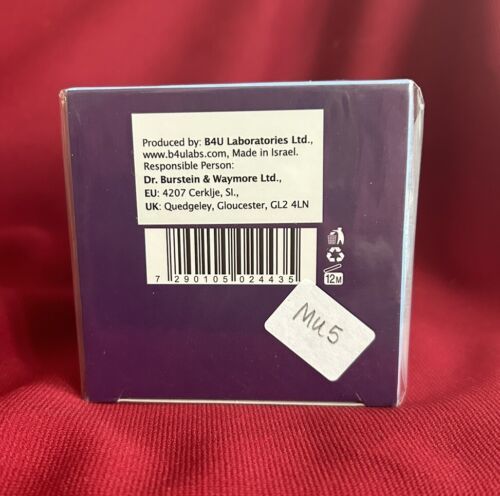 Produced by: B4U Laboratories Ltd.,
www.b4ulabs.com, Made in Israel.
Responsible Person:
Dr. Burstein & Waymore Ltd.,
EU: 4207 Cerklje, Sl.,
UK: Quedgeley, Gloucester, GL2 4LN
7 290105 024435
12M
Mu5